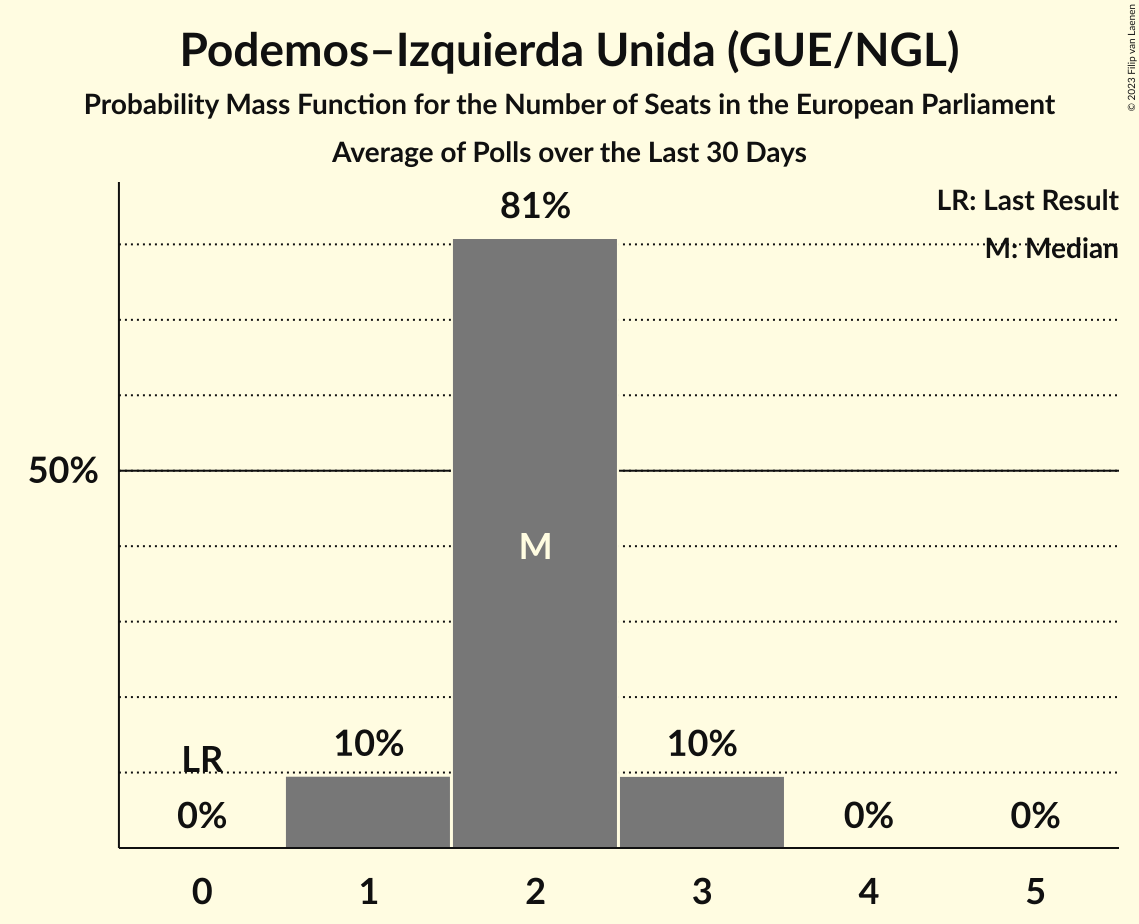 Podemos–Izquierda Unida (GUE/NGL)
Probability Mass Function for the Number of Seats in the European Parliament
Average of Polls over the Last 30 Days
© 2023 Filip van Laenen
LR: Last Result
M: Median
81%
50%
M
LR
10%
10%
0%
0%
0%
0
1
2
3
4
5